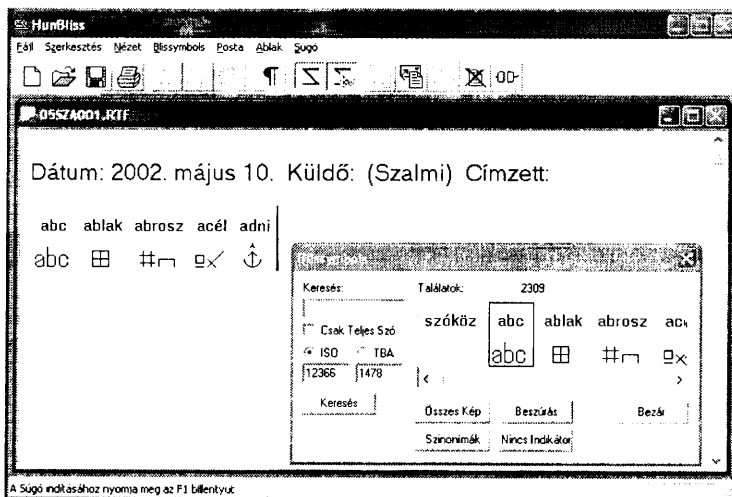 HunBliss
Fájl Szerkesztés Nézet Blissymbols Posta Ablak Súgó
05SZA001.RTF
Dátum: 2002. május 10. Küldő: (Szalmi) Címzett:
abc ablak abrosz acél adni
abc
Keresés:
Találatok: 2309
Csak Teljes Szó
ISO TBA
12366 1478
Keresés
szóköz abc ablak abrosz
abc
Összes Kép Beszúrás Bezár
Szinonimák Nincs Indikátor
A Súgó indításához nyomja meg az F1 billentyut